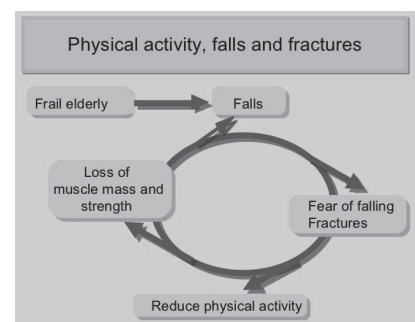 Physical activity, falls and fractures
Frail elderly
Falls
Loss of
muscle mass and
strength
Fear of falling
Fractures
Reduce physical activity